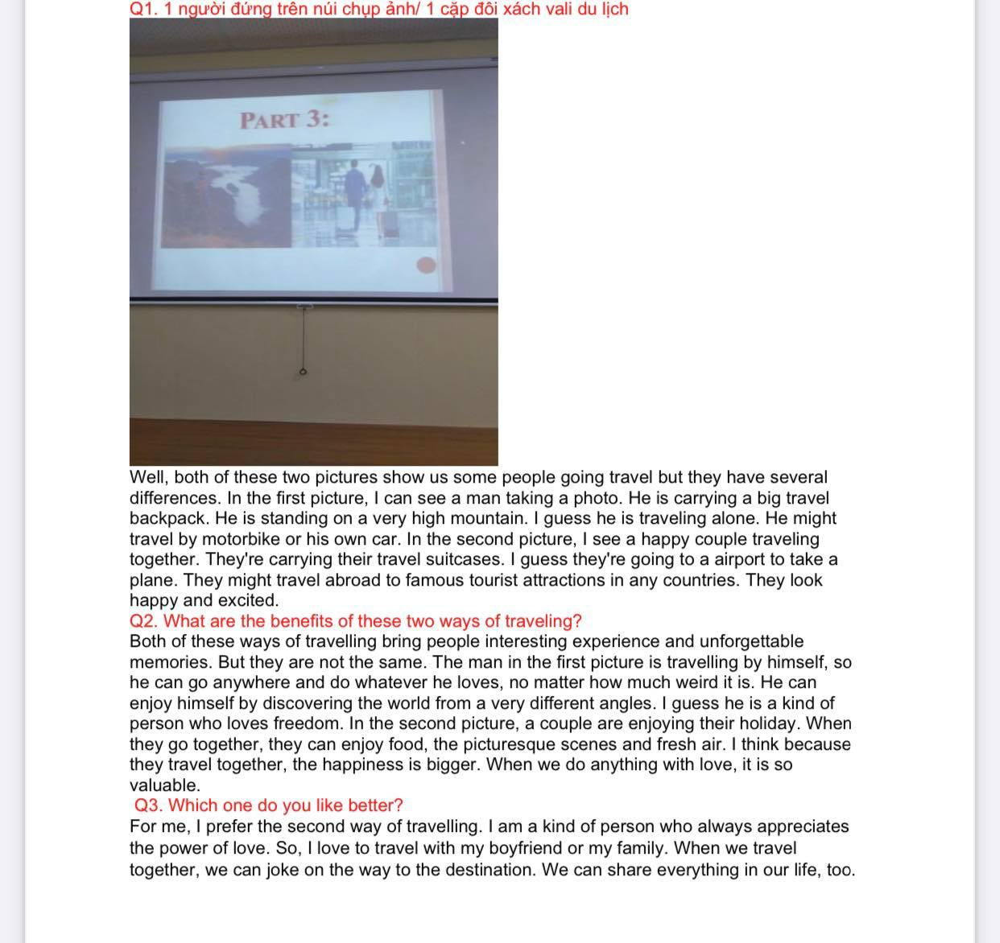 Q1. 1 người đứng trên núi chụp ảnh/ 1 cặp đôi xách vali du lịch
PART 3:
Well, both of these two pictures show us some people going travel but they have several
differences. In the first picture, I can see a man taking a photo. He is carrying a big travel
backpack. He is standing on a very high mountain. I guess he is traveling alone. He might
travel by motorbike or his own car. In the second picture, I see a happy couple traveling
together. They're carrying their travel suitcases. I guess they're going to a airport to take a
plane. They might travel abroad to famous tourist attractions in any countries. They look
happy and excited.
Q2. What are the benefits of these two ways of traveling?
Both of these ways of travelling bring people interesting experience and unforgettable
memories. But they are not the same. The man in the first picture is travelling by himself, so
he can go anywhere and do whatever he loves, no matter how much weird it is. He can
enjoy himself by discovering the world from a very different angles. I guess he is a kind of
person who loves freedom. In the second picture, a couple are enjoying their holiday. When
they go together, they can enjoy food, the picturesque scenes and fresh air. I think because
they travel together, the happiness is bigger. When we do anything with love, it is so
valuable.
Q3. Which one do you like better?
For me, I prefer the second way of travelling. I am a kind of person who always appreciates
the power of love. So, I love to travel with my boyfriend or my family. When we travel
together, we can joke on the way to the destination. We can share everything in our life, too.